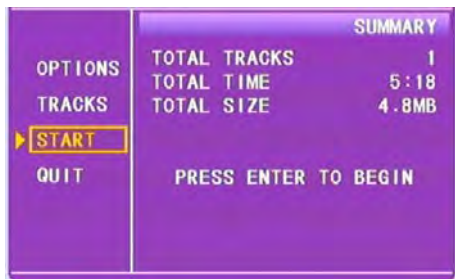 SUMMARY
OPTIONS
TRACKS
START
QUIT
TOTAL TRACKS 1
TOTAL TIME 5:18
TOTAL SIZE 4.8MB
PRESS ENTER TO BEGIN